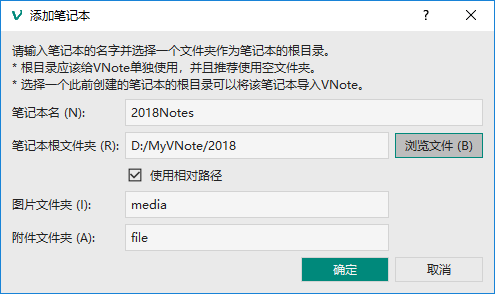 添加笔记本
请输入笔记本的名字并选择一个文件夹作为笔记本的根目录。
* 根目录应该给VNote单独使用，并且推荐使用空文件夹。
* 选择一个此前创建的笔记本的根目录可以将该笔记本导入VNote。
笔记本名 (N): 2018Notes
笔记本根文件夹 (R): D:/MyVNote/2018 浏览文件 (B)
使用相对路径
图片文件夹 (I): media
附件文件夹 (A): file
确定 取消